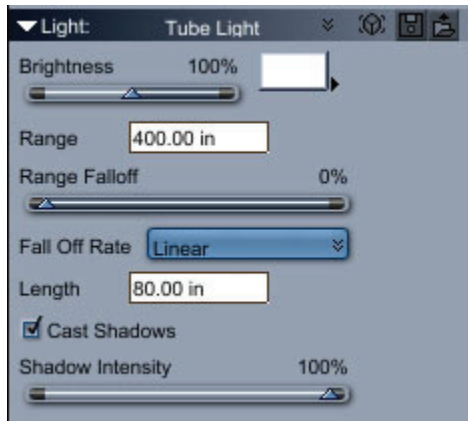 Light: Tube Light
Brightness 100%
Range 400.00 in
Range Falloff 0%
Fall Off Rate Linear
Length 80.00 in
Cast Shadows
Shadow Intensity 100%